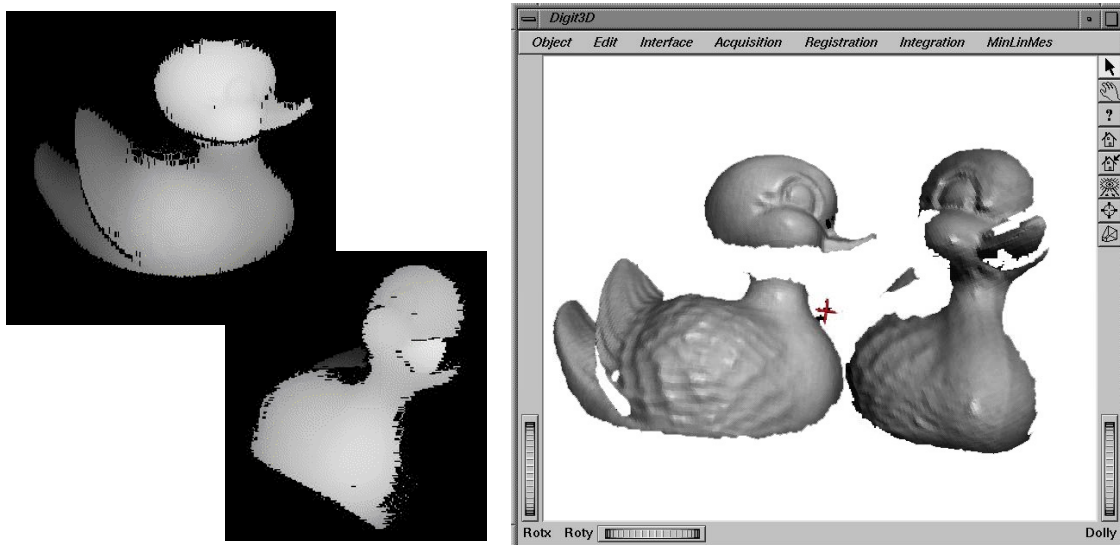 Digit3D
Object Edit Interface Acquisition Registration Integration MinLinMes
?
Rotx Roty Dolly